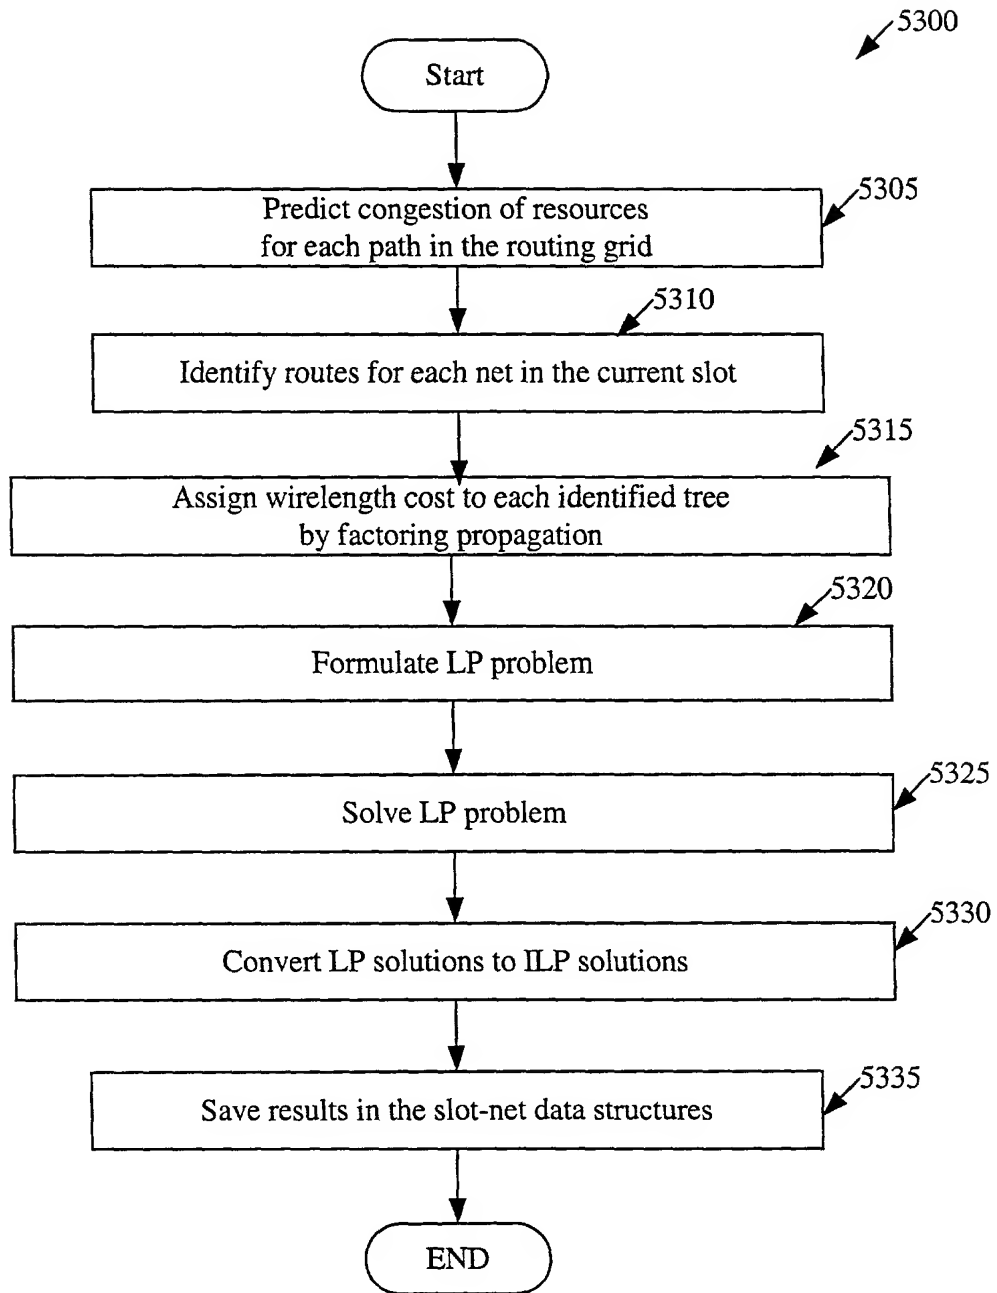 5300
Start
5305
Predict congestion of resources
for each path in the routing grid
5310
Identify routes for each net in the current slot
5315
Assign wirelength cost to each identified tree
by factoring propagation
5320
Formulate LP problem
5325
Solve LP problem
5330
Convert LP solutions to ILP solutions
5335
Save results in the slot-net data structures
END